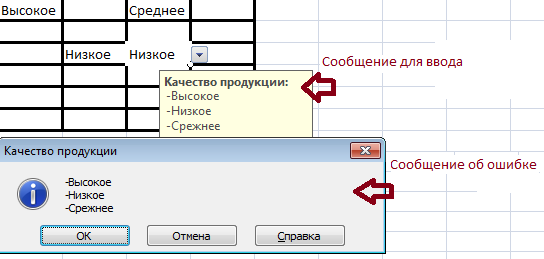 Высокое Среднее
Низкое Низкое
Сообщение для ввода
Качество продукции:
-Высокое
-Низкое
-Срежнее
Качество продукции
Сообщение об ошибке
-Высокое
-Низкое
-Срежнее
OK Отмена Справка